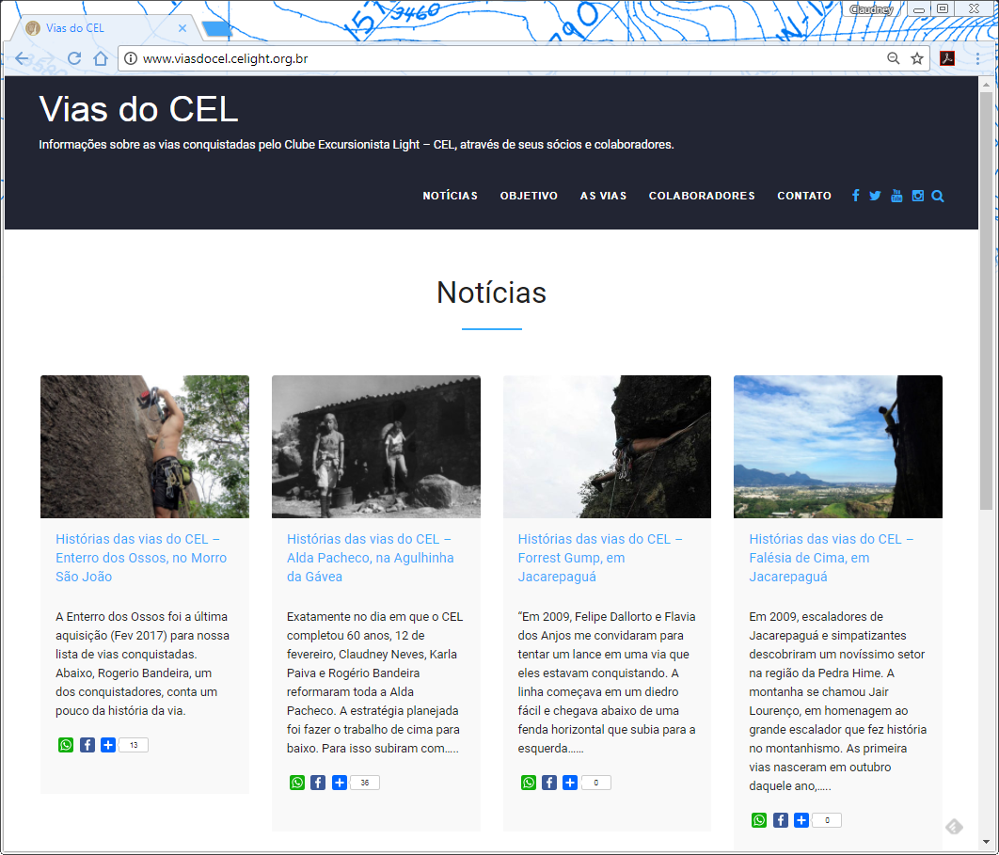 3460
Claudney
Vias do CEL
www.viasdocel.celight.org.br
3580
Vias do CEL
Informações sobre as vias conquistadas pelo Clube Excursionista Light – CEL, através de seus sócios e colaboradores.
NOTÍCIAS OBJETIVO AS VIAS COLABORADORES CONTATO
Notícias
Histórias das vias do CEL –
Enterro dos Ossos, no Morro
São João
A Enterro dos Ossos foi a última
aquisição (Fev 2017) para nossa
lista de vias conquistadas.
Abaixo, Rogerio Bandeira, um
dos conquistadores, conta um
pouco da história da via.
13
Histórias das vias do CEL –
Alda Pacheco, na Agulhinha
da Gávea
Exatamente no dia em que o CEL
completou 60 anos, 12 de
fevereiro, Claudney Neves, Karla
Paiva e Rogério Bandeira
reformaram toda a Alda
Pacheco. A estratégia planejada
foi fazer o trabalho de cima para
baixo. Para isso subiram com…..
36
Histórias das vias do CEL –
Forrest Gump, em
Jacarepaguá
“Em 2009, Felipe Dallorto e Flavia
dos Anjos me convidaram para
tentar um lance em uma via que
eles estavam conquistando. A
linha começava em um diedro
fácil e chegava abaixo de uma
fenda horizontal que subia para a
esquerda……
0
Histórias das vias do CEL –
Falésia de Cima, em
Jacarepaguá
Em 2009, escaladores de
Jacarepaguá e simpatizantes
descobriram um novíssimo setor
na região da Pedra Hime. A
montanha se chamou Jair
Lourenço, em homenagem ao
grande escalador que fez história
no montanhismo. As primeira
vias nasceram em outubro
daquele ano,…..
0